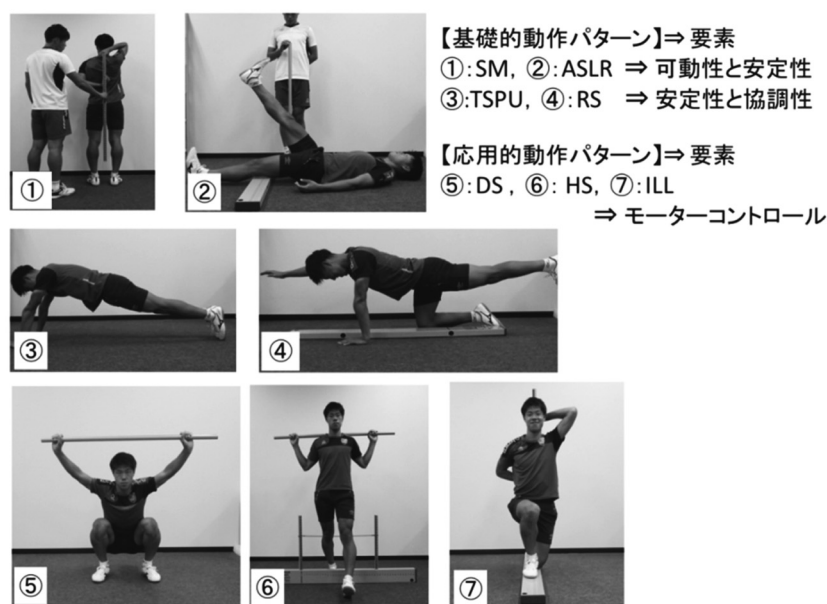 【基礎的動作パターン】⇒ 要素
①:SM, ②:ASLR ⇒ 可動性と安定性
③:TSPU, ④:RS ⇒ 安定性と協調性
【応用的動作パターン】⇒ 要素
⑤:DS , ⑥: HS, ⑦:ILL
⇒ モーターコントロール
①
②
③
④
⑤
⑥
⑦